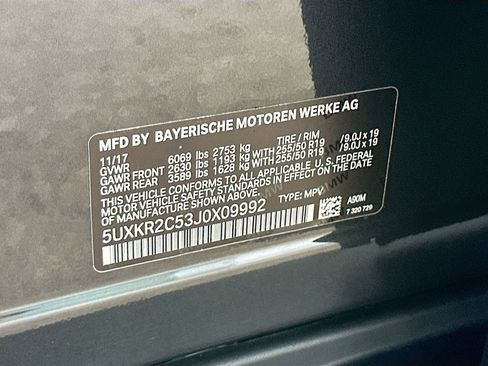 MFD BY BAYERISCHE MOTOREN WERKE AG
11/17 TIRE / RIM
GVWR 6069 lbs 2753 kg
GAWR FRONT 2630 lbs 1193 kg WITH 265/50 R19 / 9.0J x 19
GAWR REAR 3589 lbs 1628 kg WITH 265/50 R19 / 9.0J x 19
THIS VEHICLE CONFORMS TO ALL APPLICABLE U.S. FEDERAL
MOTOR VEHICLE SAFETY STANDARDS IN EFFECT ON THE DATE
OF MANUFACTURE SHOWN ABOVE.
5UXKR2C53J0X09992 TYPE: MPV A90M
7 320 729